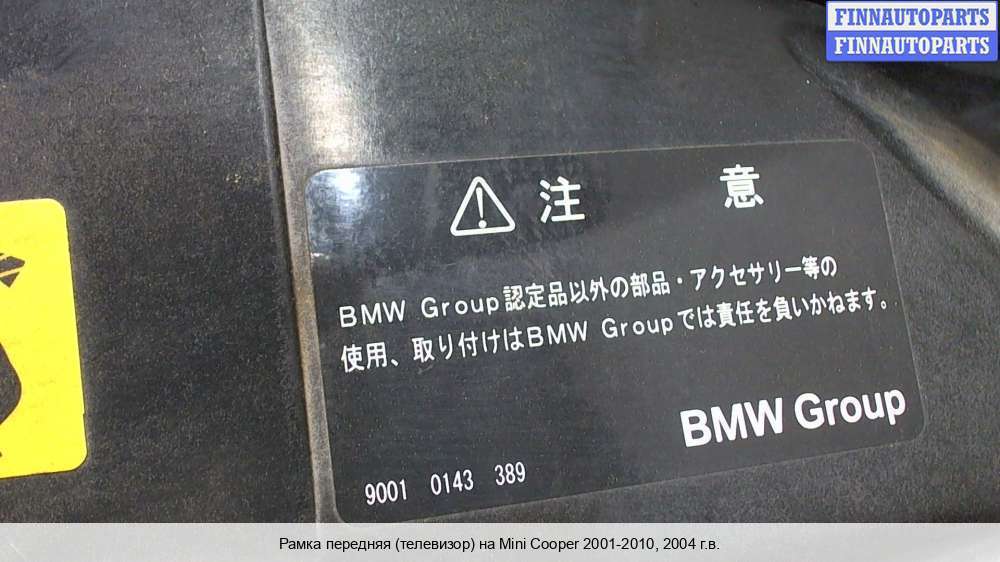 FINNAUTOPARTS
FINNAUTOPARTS
注 意
BMW Group認定品以外の部品・アクセサリー等の
使用、取り付けはBMW Groupでは責任を負いかねます。
BMW Group
9001 0143 389
Рамка передняя (телевизор) на Mini Cooper 2001-2010, 2004 г.в.